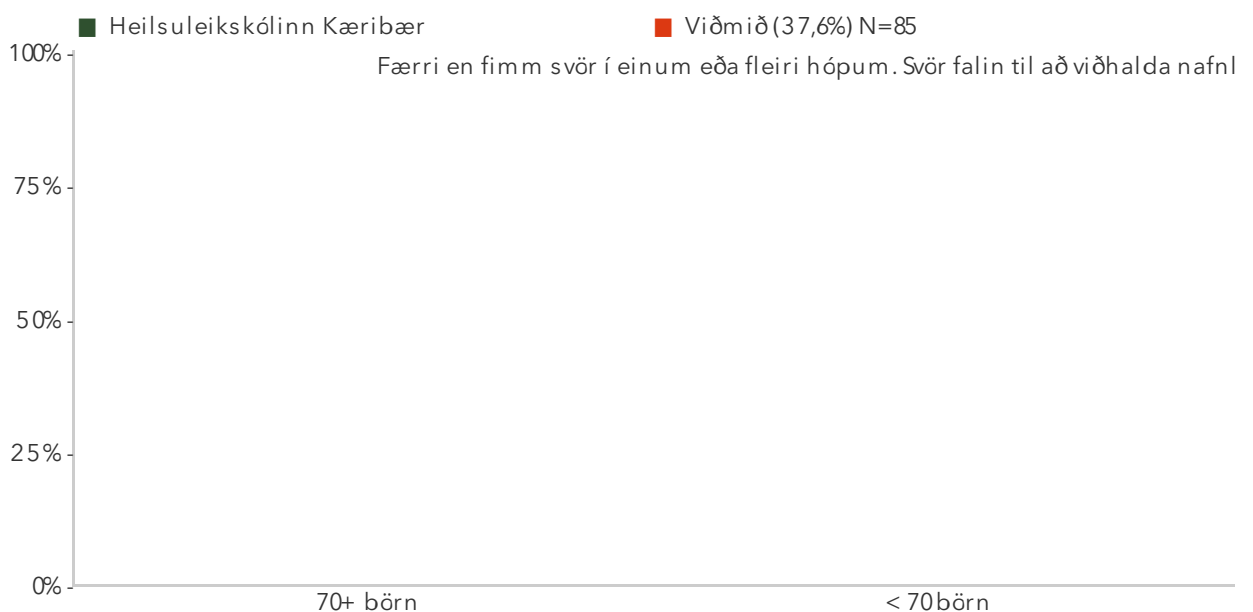 Heilsuleikskólinn Kæribær
Viðmið (37,6%) N=85
Færri en fimm svör í einum eða fleiri hópum. Svör falin til að viðhalda nafnl
100%
75%
50%
25%
0%
70+ börn
< 70 börn